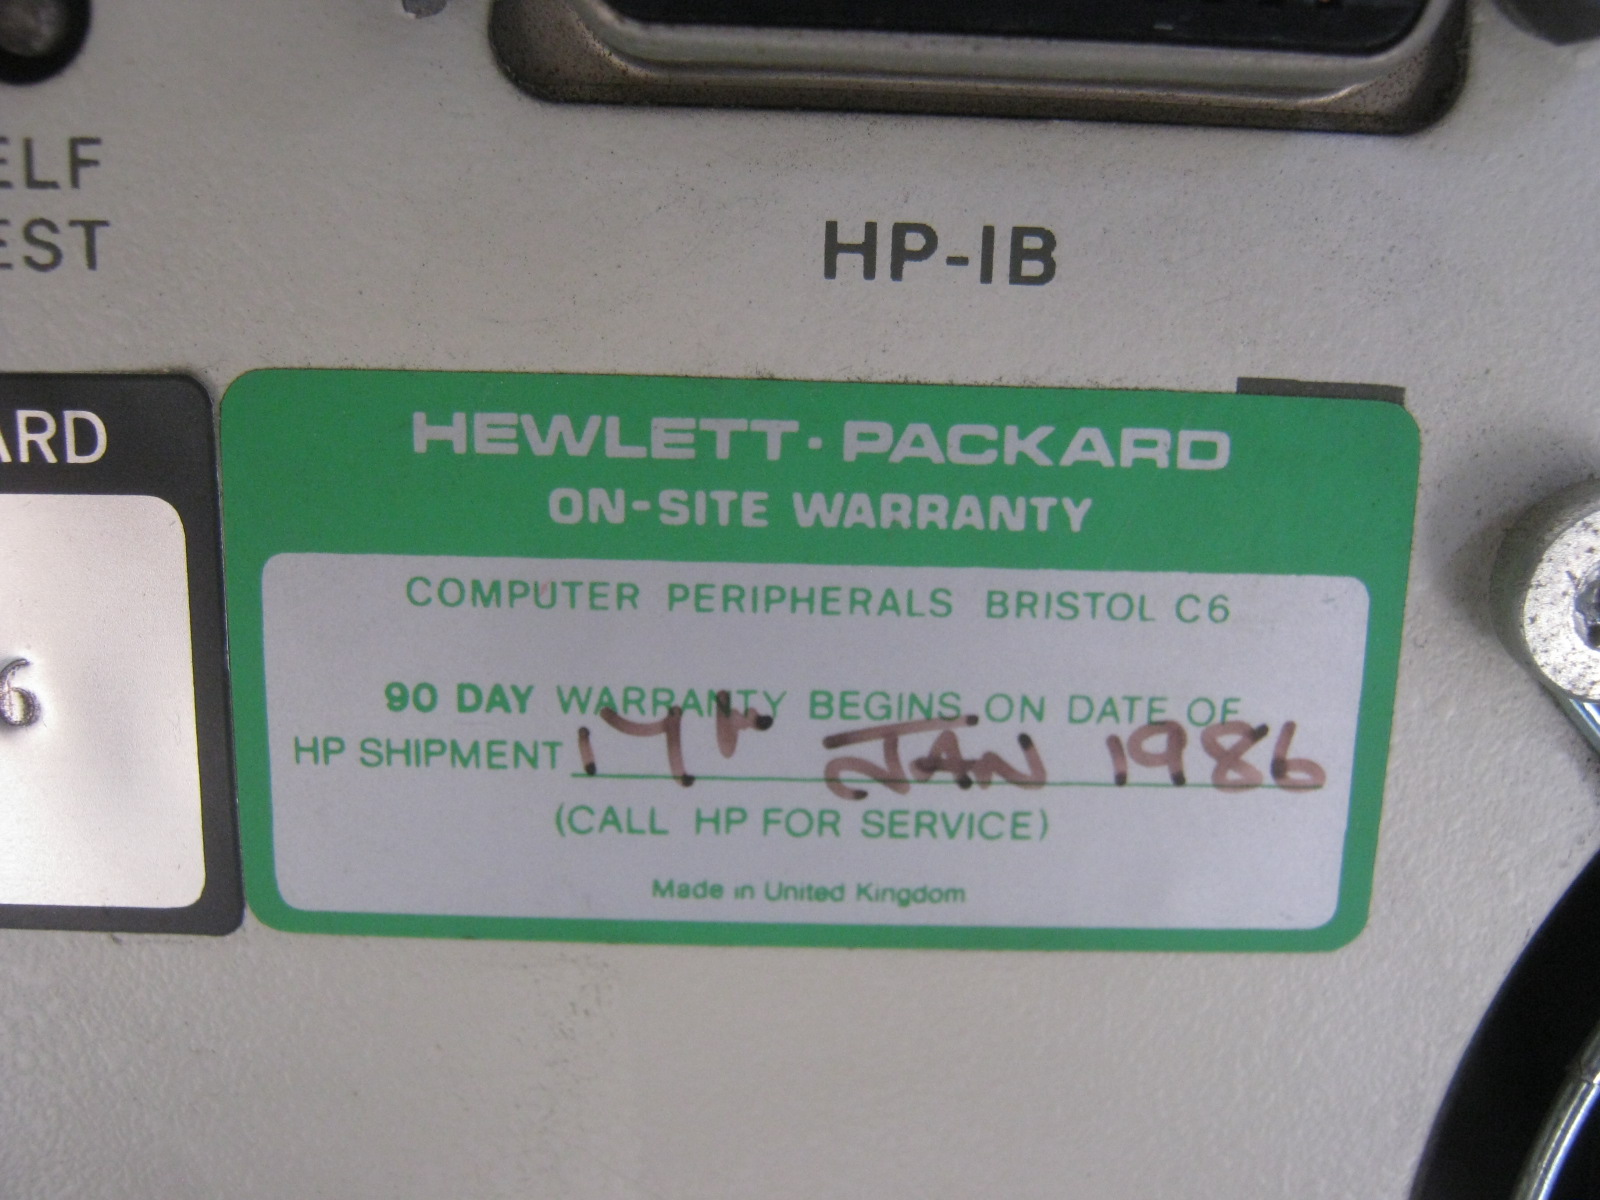 ELF
EST
HP-IB
ARD
6
HEWLETT·PACKARD
ON-SITE WARRANTY
COMPUTER PERIPHERALS BRISTOL C6
90 DAY WARRANTY BEGINS ON DATE OF
HP SHIPMENT 17th JAN 1986
(CALL HP FOR SERVICE)
Made in United Kingdom